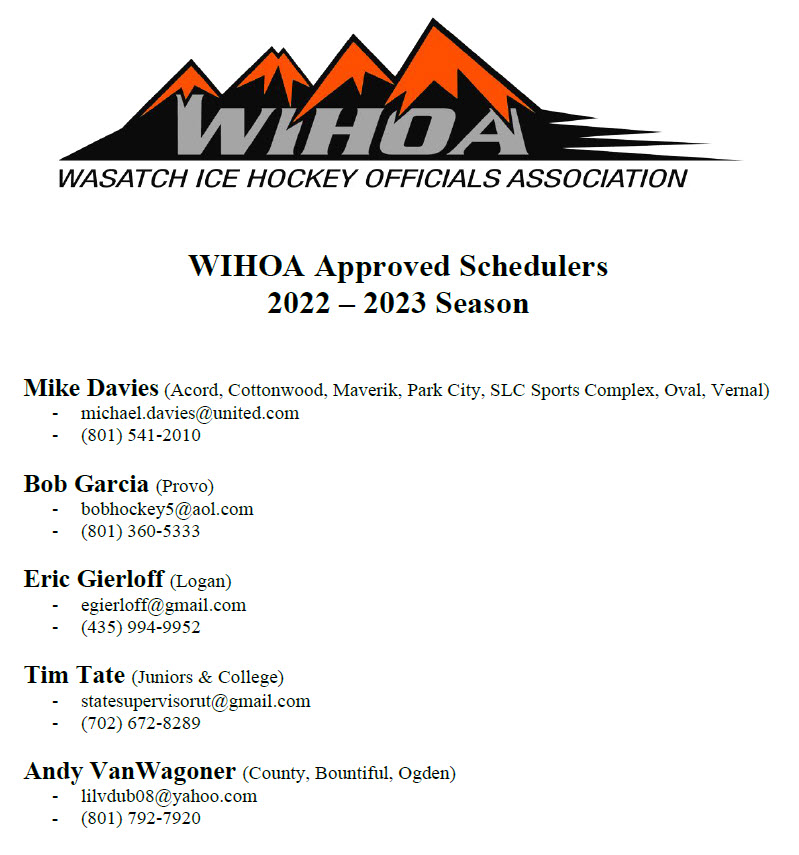 WIHOA
WASATCH ICE HOCKEY OFFICIALS ASSOCIATION
WIHOA Approved Schedulers
2022 – 2023 Season
Mike Davies (Acord, Cottonwood, Maverik, Park City, SLC Sports Complex, Oval, Vernal)
- michael.davies@united.com
- (801) 541-2010
Bob Garcia (Provo)
- bobhockey5@aol.com
- (801) 360-5333
Eric Gierloff (Logan)
- egierloff@gmail.com
- (435) 994-9952
Tim Tate (Juniors & College)
- statesupervisorut@gmail.com
- (702) 672-8289
Andy VanWagoner (County, Bountiful, Ogden)
- lilvdub08@yahoo.com
- (801) 792-7920